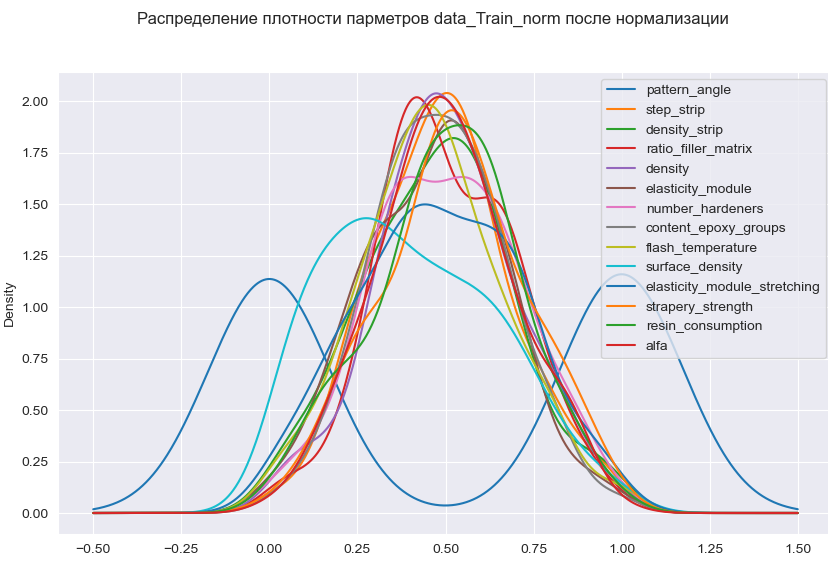 Распределение плотности парметров data_Train_norm после нормализации
Density
2.00
1.75
1.50
1.25
1.00
0.75
0.50
0.25
0.00
−0.50 −0.25 0.00 0.25 0.50 0.75 1.00 1.25 1.50
pattern_angle
step_strip
density_strip
ratio_filler_matrix
density
elasticity_module
number_hardeners
content_epoxy_groups
flash_temperature
surface_density
elasticity_module_stretching
strapery_strength
resin_consumption
alfa